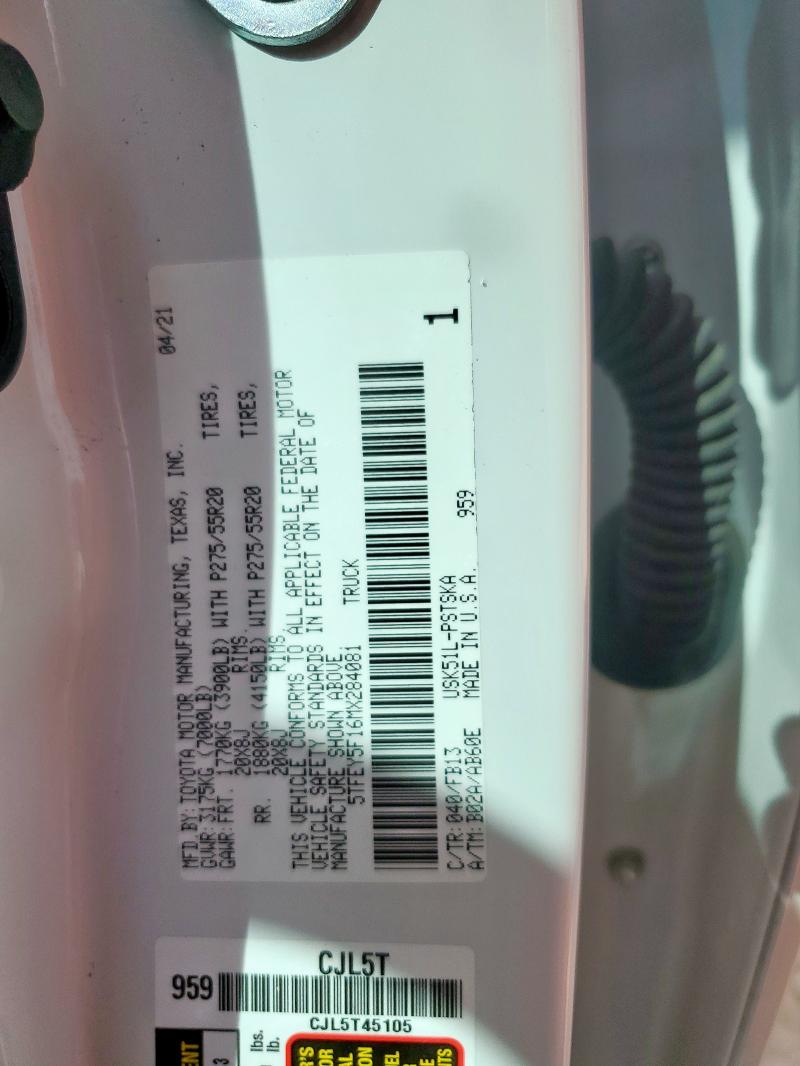 MFD.BY:TOYOTA MOTOR MANUFACTURING, TEXAS, INC. 04/21
GVWR:3175KG (7000LB)
GAWR:FRT. 1770KG (3900LB) WITH P275/55R20 TIRES,
20X8J RIMS.
RR. 1880KG (4150LB) WITH P275/55R20 TIRES,
20X8J RIMS.
THIS VEHICLE CONFORMS TO ALL APPLICABLE FEDERAL MOTOR
VEHICLE SAFETY STANDARDS IN EFFECT ON THE DATE OF
MANUFACTURE SHOWN ABOVE.
5TFEY5F16MX284081 TRUCK
C/TR:040/FB13 USK51L-PSTSKA
A/TM:B02A/AB60E MADE IN U.S.A. 959
1
CJL5T
959
CJL5T45105
lbs.
lb.